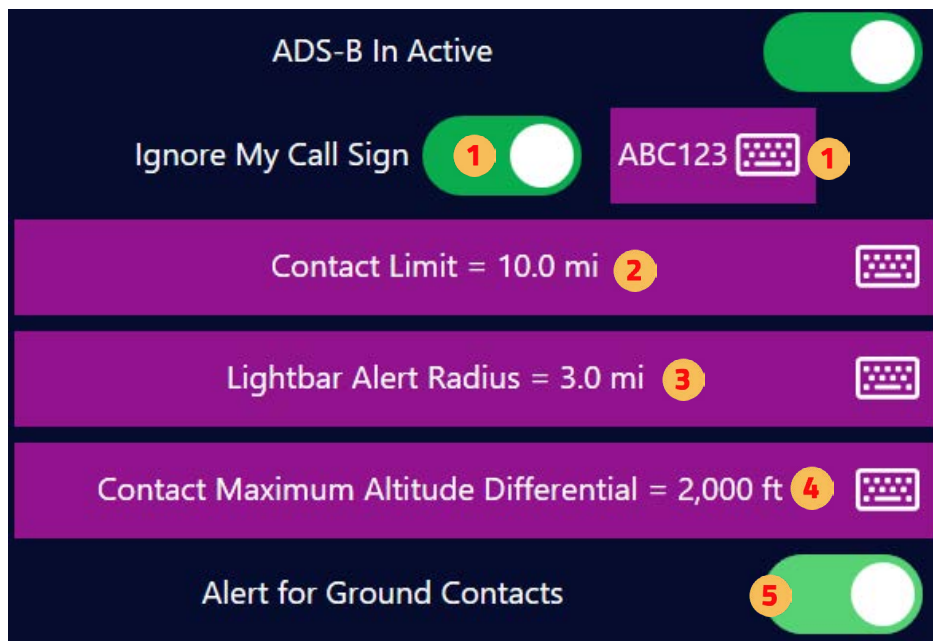 ADS-B In Active
Ignore My Call Sign 1 ABC123 1
Contact Limit = 10.0 mi 2
Lightbar Alert Radius = 3.0 mi 3
Contact Maximum Altitude Differential = 2,000 ft 4
Alert for Ground Contacts 5